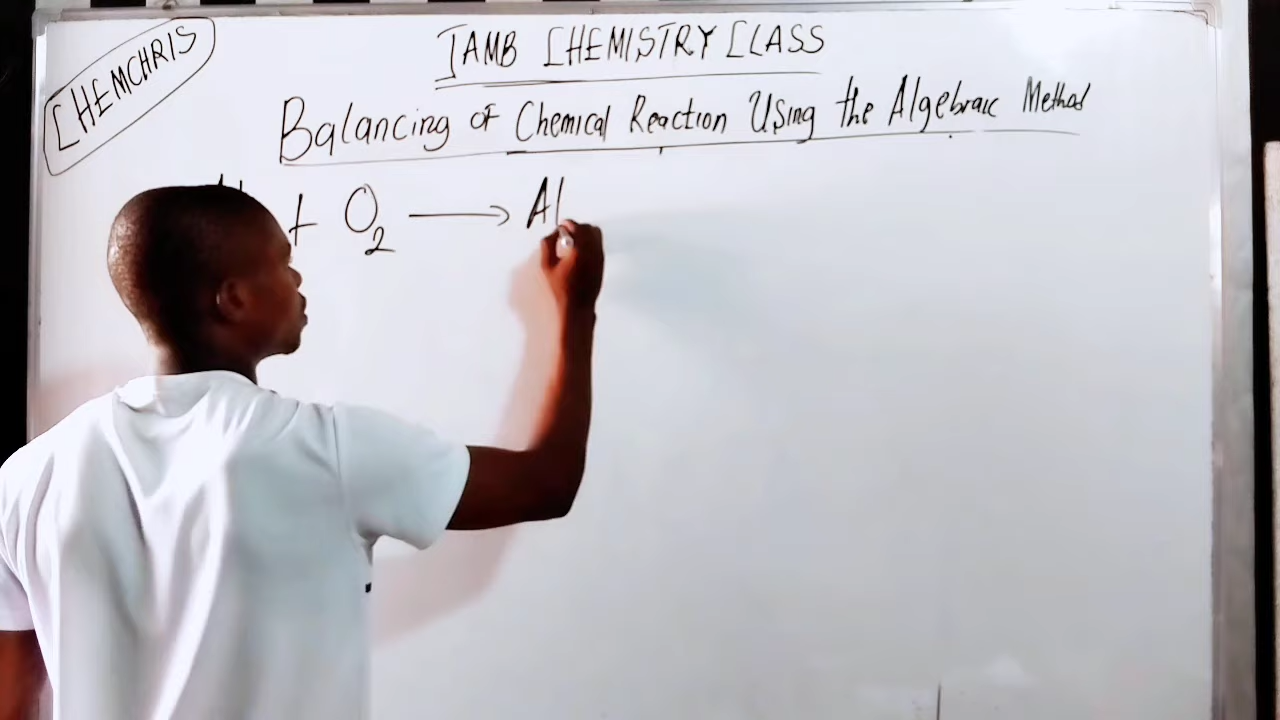 CHEMCHRIS
JAMB CHEMISTRY CLASS
Balancing of Chemical Reaction Using the Algebraic Method
+ O2 → Al